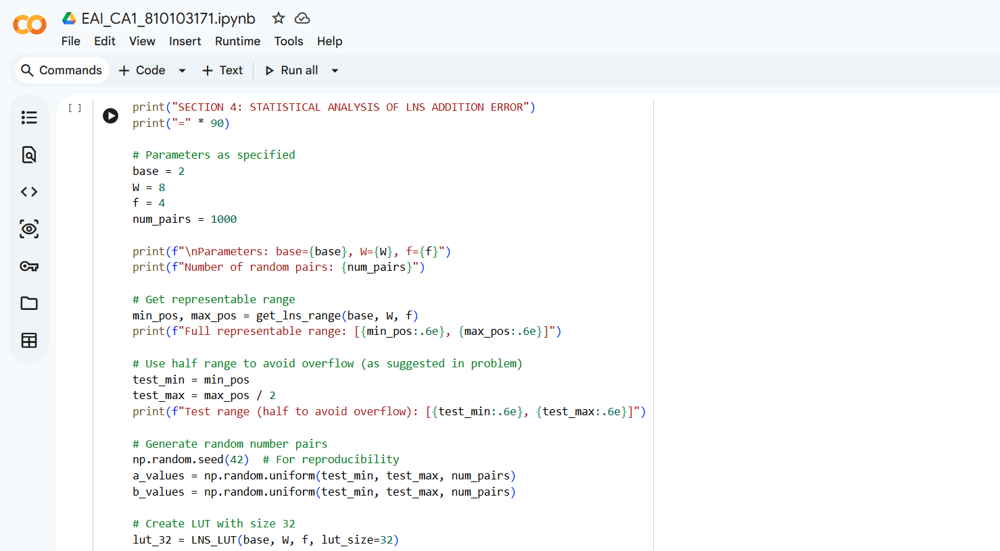 EAI_CA1_810103171.ipynb
File Edit View Insert Runtime Tools Help
Commands + Code + Text Run all
[ ]
print("SECTION 4: STATISTICAL ANALYSIS OF LNS ADDITION ERROR")
print("=" * 90)
# Parameters as specified
base = 2
W = 8
f = 4
num_pairs = 1000
print(f"\nParameters: base={base}, W={W}, f={f}")
print(f"Number of random pairs: {num_pairs}")
# Get representable range
min_pos, max_pos = get_lns_range(base, W, f)
print(f"Full representable range: [{min_pos:.6e}, {max_pos:.6e}]")
# Use half range to avoid overflow (as suggested in problem)
test_min = min_pos
test_max = max_pos / 2
print(f"Test range (half to avoid overflow): [{test_min:.6e}, {test_max:.6e}]")
# Generate random number pairs
np.random.seed(42)  # For reproducibility
a_values = np.random.uniform(test_min, test_max, num_pairs)
b_values = np.random.uniform(test_min, test_max, num_pairs)
# Create LUT with size 32
lut_32 = LNS_LUT(base, W, f, lut_size=32)